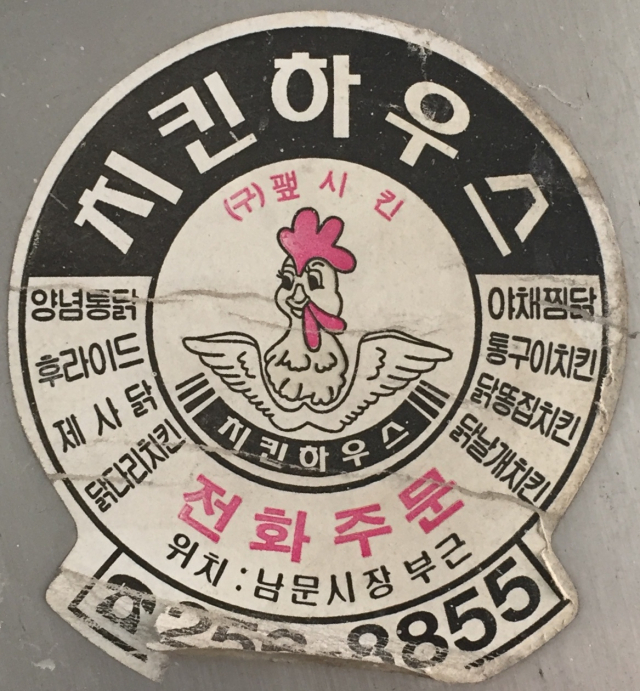 치킨하우스
(구)팦시킨
양념통닭
후라이드
제사닭
닭다리치킨
야채찜닭
통구이치킨
닭똥집치킨
닭날개치킨
치킨하우스
전화주문
위치:남문시장부근
8855